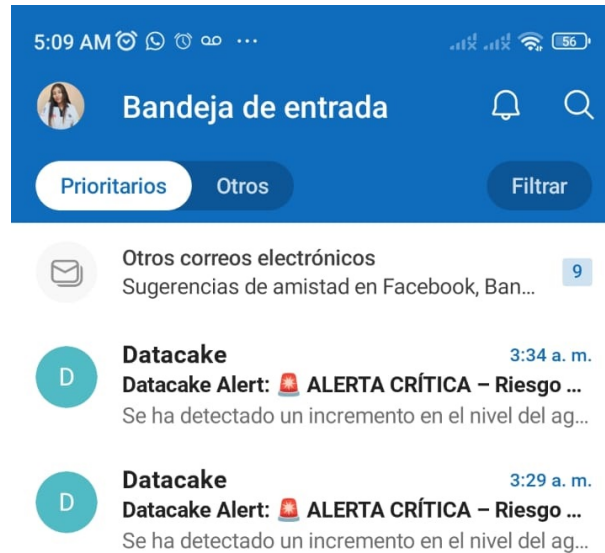 5:09 AM
56
Bandeja de entrada
Prioritarios Otros Filtrar
Otros correos electrónicos
Sugerencias de amistad en Facebook, Ban...
9
Datacake 3:34 a. m.
D
Datacake Alert: 🚨 ALERTA CRÍTICA – Riesgo ...
Se ha detectado un incremento en el nivel del ag...
Datacake 3:29 a. m.
D
Datacake Alert: 🚨 ALERTA CRÍTICA – Riesgo ...
Se ha detectado un incremento en el nivel del ag...